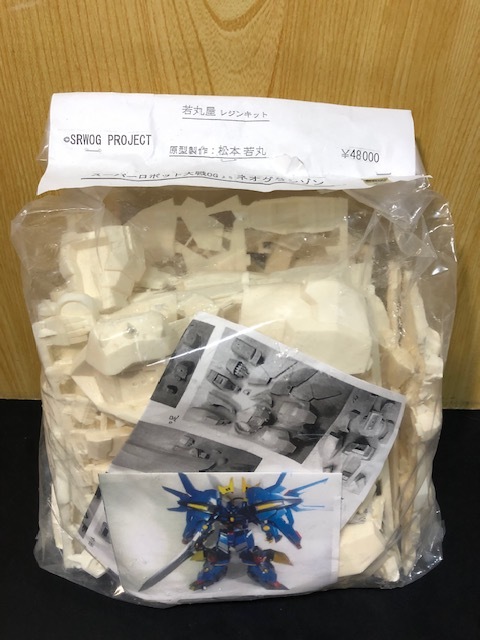 若丸屋 レジンキット
©SRWOG PROJECT
原型製作:松本 若丸
¥48000
スーパーロボット大戦OG